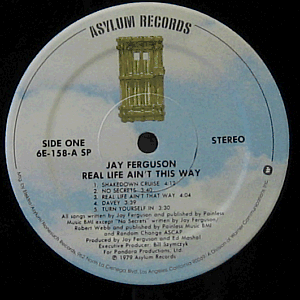 ASYLUM RECORDS
SIDE ONE
6E-158-A SP
STEREO
JAY FERGUSON
REAL LIFE AIN'T THIS WAY
1. SHAKEDOWN CRUISE 4:13
2. NO SECRETS 3:40
3. REAL LIFE AIN'T THAT WAY 4:04
4. DAVEY 3:39
5. TURN YOURSELF IN 3:30
All songs written by Jay Ferguson and published by Painless
Music BMI except "No Secrets" written by Jay Ferguson,
Robert Webb and published by Painless Music BMI
and Random Changes ASCAP
Produced by Jay Ferguson and Ed Mashal
Executive Producer: Bill Szymczyk
For Pandora Productions, Ltd.
© 1979 Asylum Records